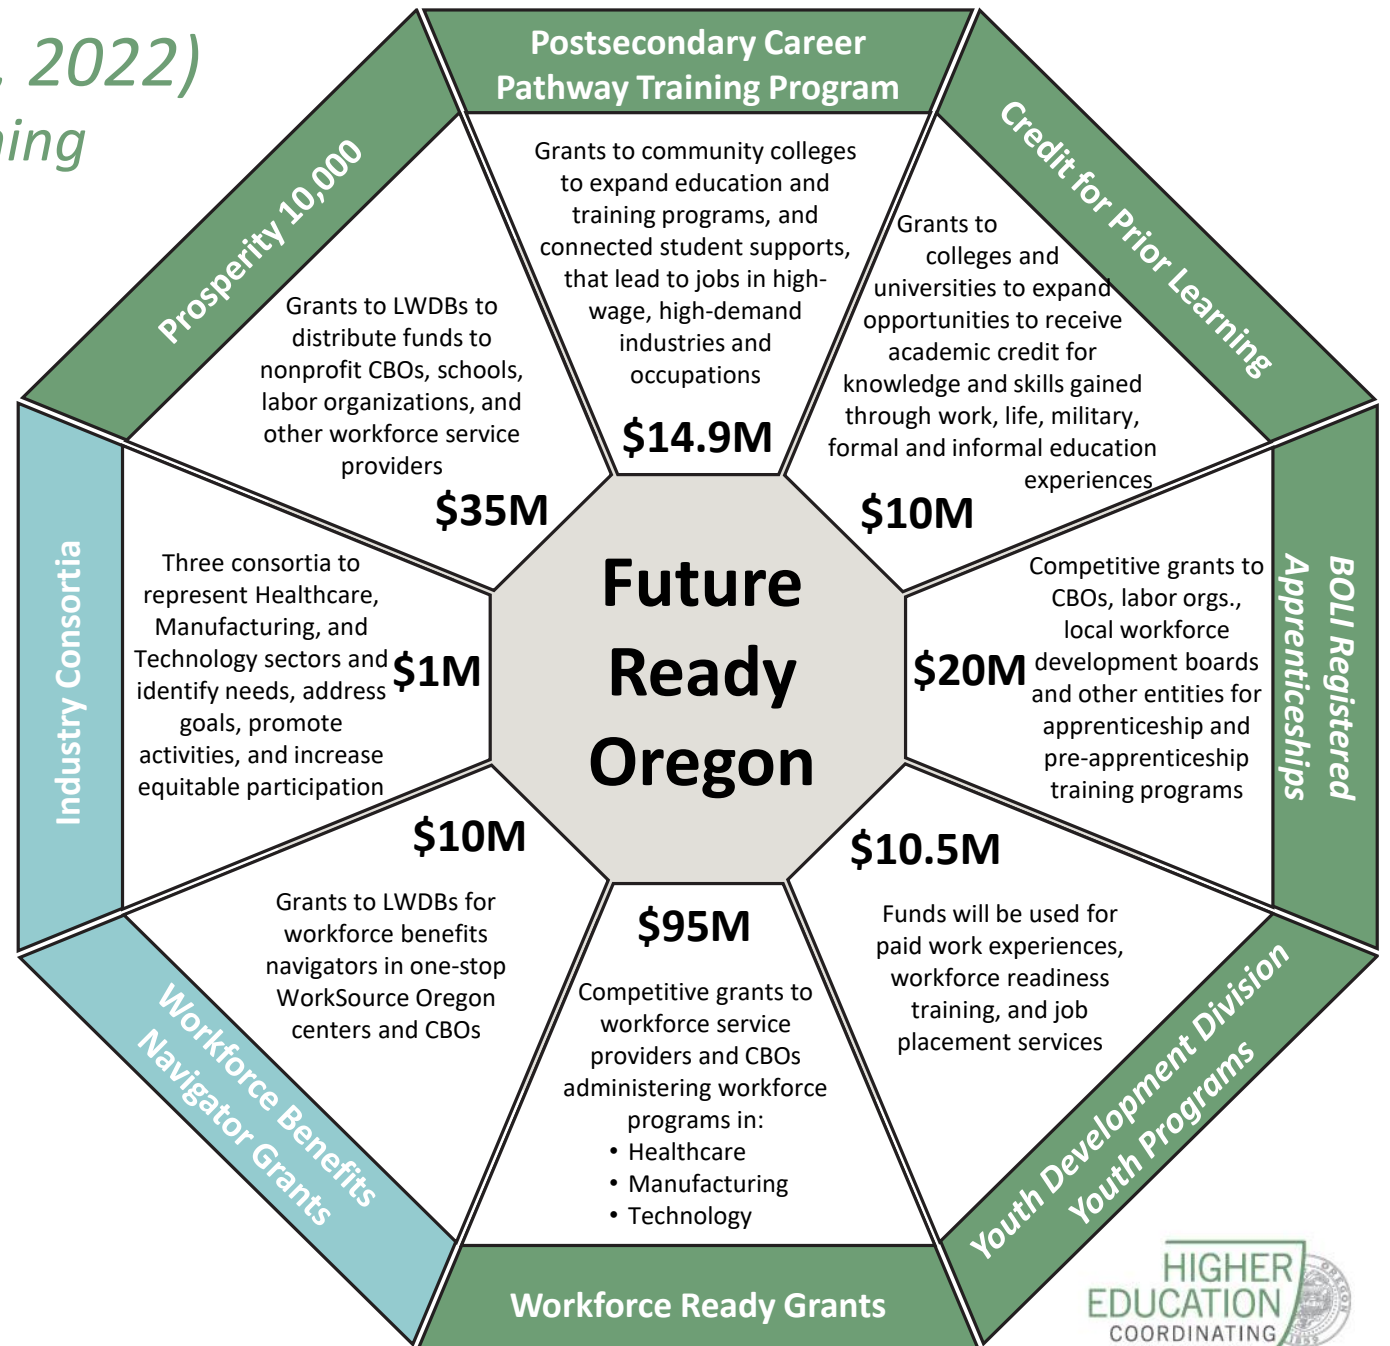 , 2022)
ning
Postsecondary Career
Pathway Training Program
Grants to community colleges
to expand education and
training programs, and
connected student supports,
that lead to jobs in high-
wage, high-demand
industries and
occupations
$14.9M
Credit for Prior Learning
Grants to
colleges and
universities to expand
opportunities to receive
academic credit for
knowledge and skills gained
through work, life, military,
formal and informal education
experiences
$10M
BOLI Registered
Apprenticeships
Competitive grants to
CBOs, labor orgs.,
local workforce
development boards
and other entities for
apprenticeship and
pre-apprenticeship
training programs
$20M
Youth Development Division
Youth Programs
$10.5M
Funds will be used for
paid work experiences,
workforce readiness
training, and job
placement services
$95M
Competitive grants to
workforce service
providers and CBOs
administering workforce
programs in:
• Healthcare
• Manufacturing
• Technology
Workforce Ready Grants
$10M
Grants to LWDBs for
workforce benefits
navigators in one-stop
WorkSource Oregon
centers and CBOs
Workforce Benefits
Navigator Grants
Industry Consortia
Three consortia to
represent Healthcare,
Manufacturing, and
Technology sectors and
identify needs, address
goals, promote
activities, and increase
equitable participation
$1M
Prosperity 10,000
Grants to LWDBs to
distribute funds to
nonprofit CBOs, schools,
labor organizations, and
other workforce service
providers
$35M
Future
Ready
Oregon
HIGHER
EDUCATION
COORDINATING
OREGON
1859